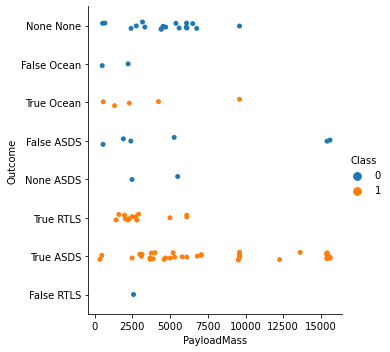 None None
False Ocean
True Ocean
False ASDS
None ASDS
True RTLS
True ASDS
False RTLS
Outcome
0 2500 5000 7500 10000 12500 15000
PayloadMass
Class
0
1